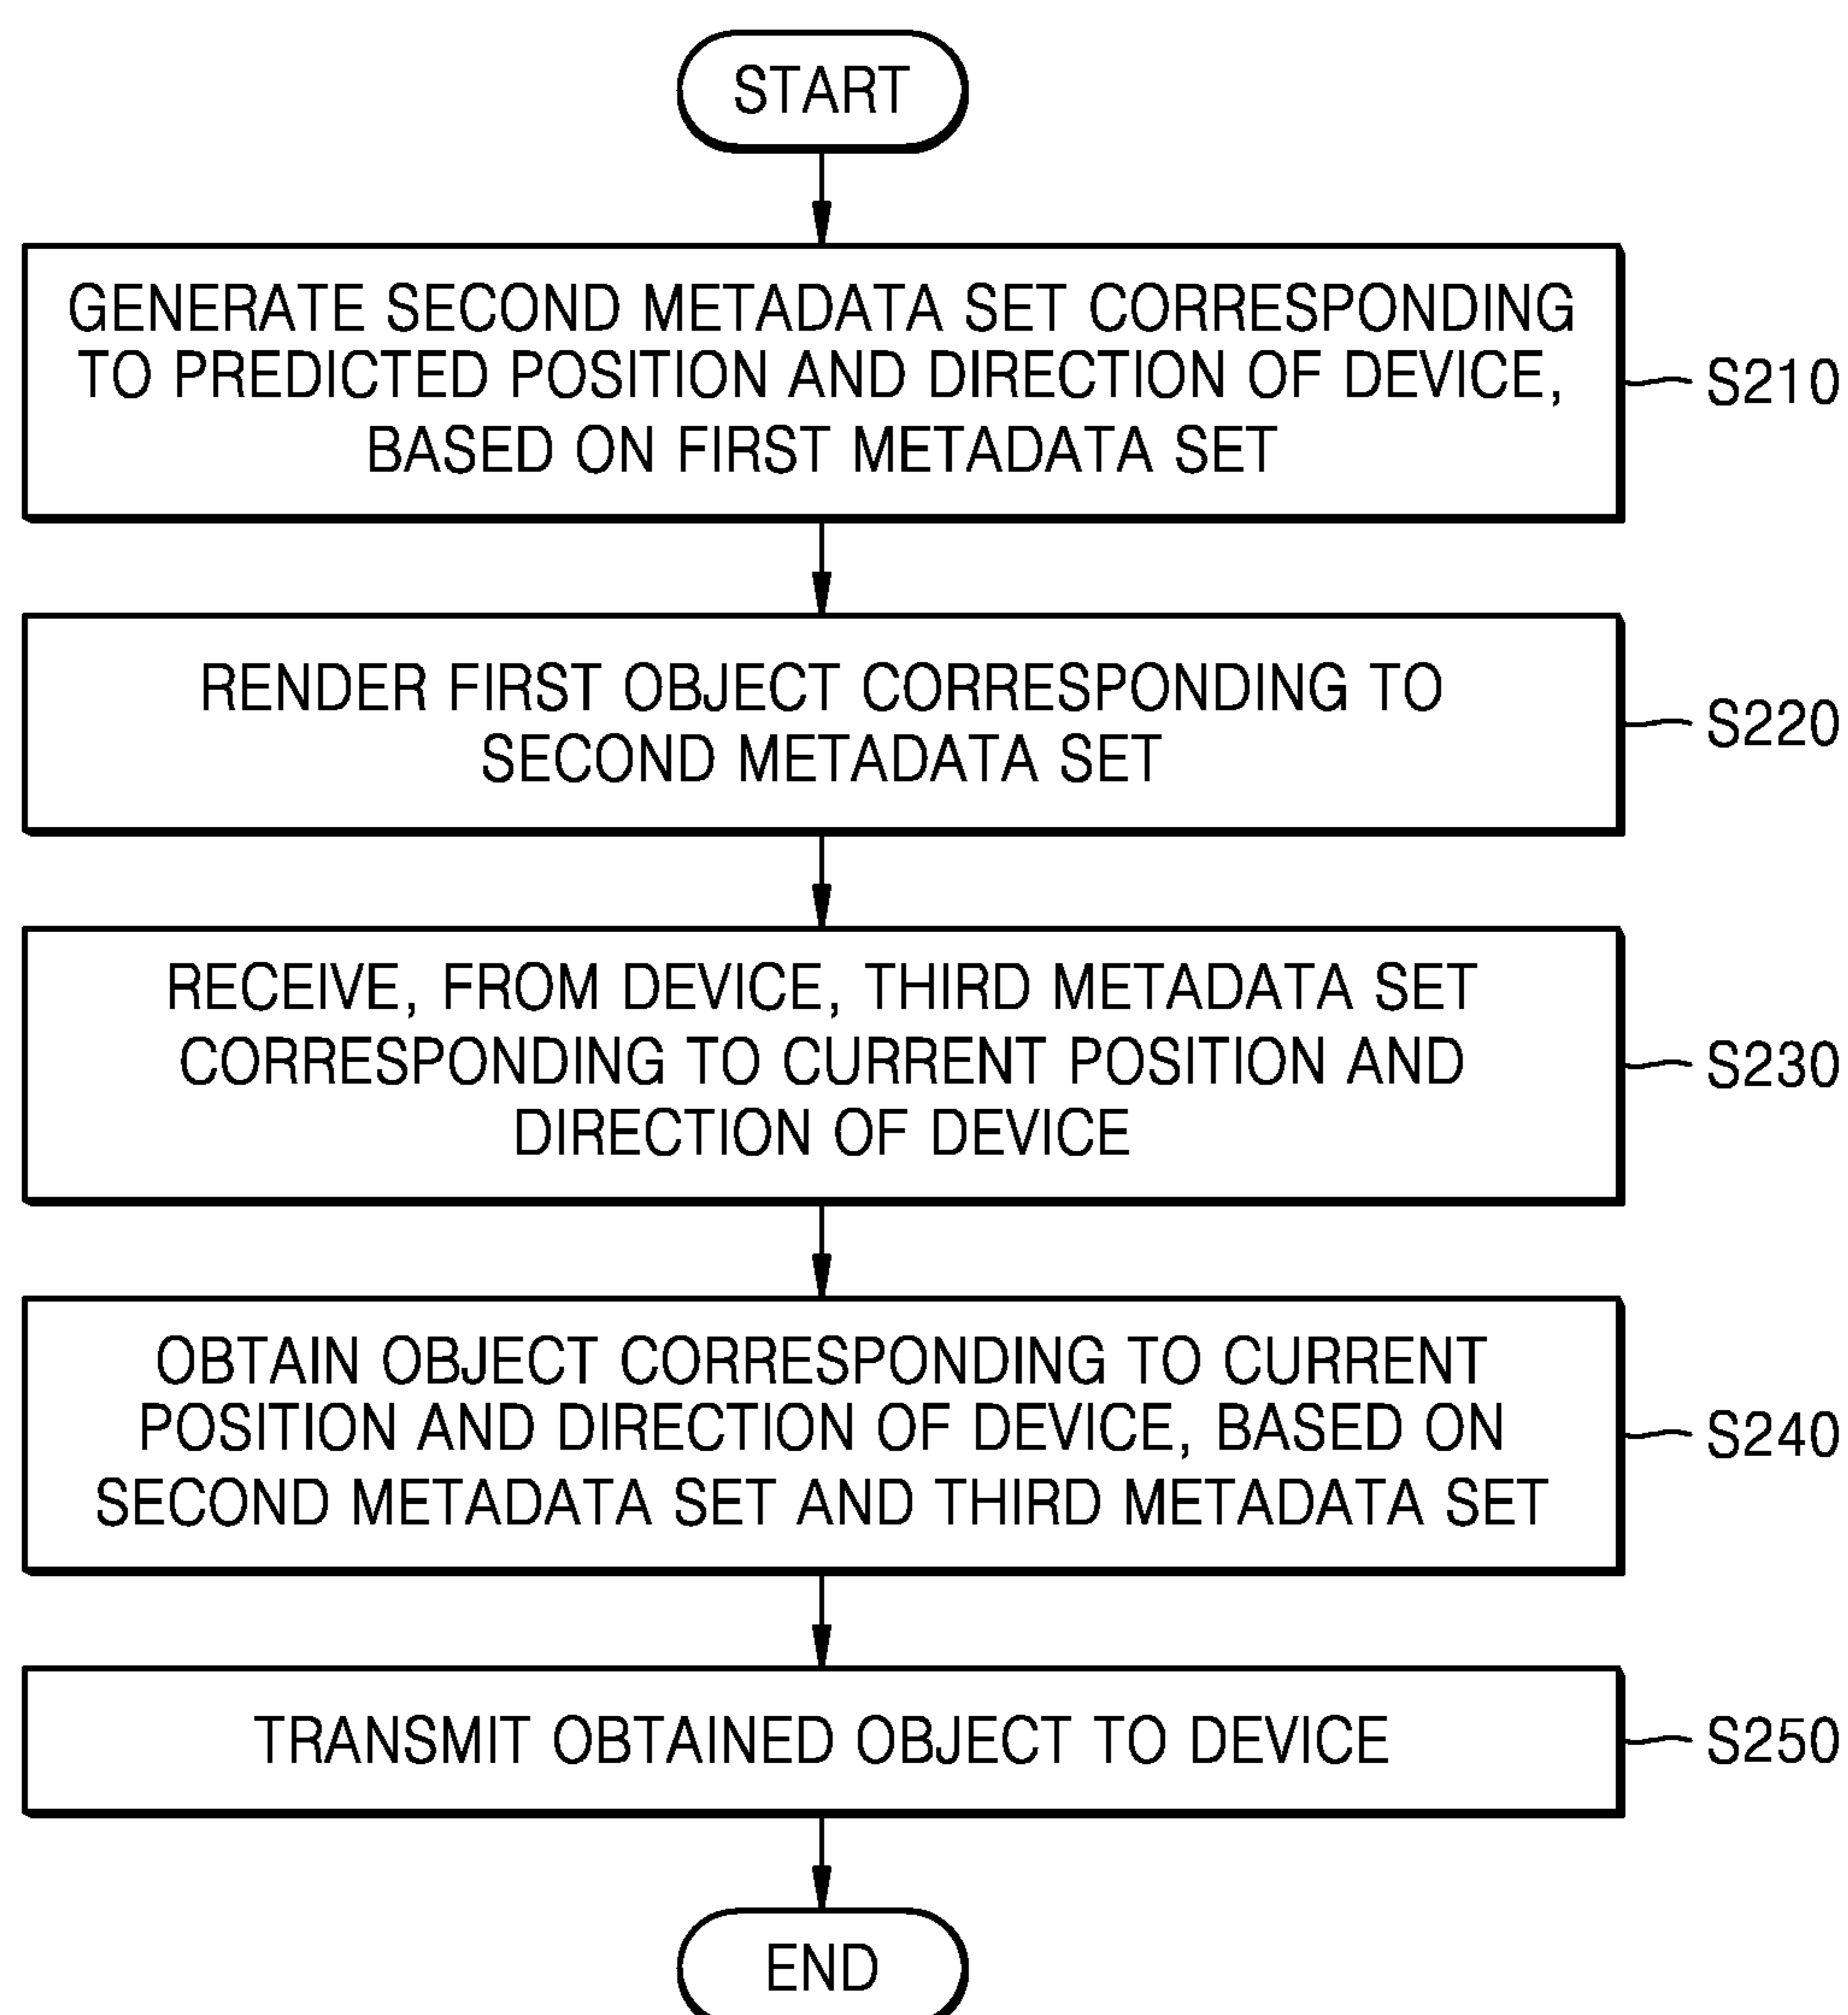 START
GENERATE SECOND METADATA SET CORRESPONDING
TO PREDICTED POSITION AND DIRECTION OF DEVICE,
BASED ON FIRST METADATA SET
S210
RENDER FIRST OBJECT CORRESPONDING TO
SECOND METADATA SET
S220
RECEIVE, FROM DEVICE, THIRD METADATA SET
CORRESPONDING TO CURRENT POSITION AND
DIRECTION OF DEVICE
S230
OBTAIN OBJECT CORRESPONDING TO CURRENT
POSITION AND DIRECTION OF DEVICE, BASED ON
SECOND METADATA SET AND THIRD METADATA SET
S240
TRANSMIT OBTAINED OBJECT TO DEVICE
S250
END